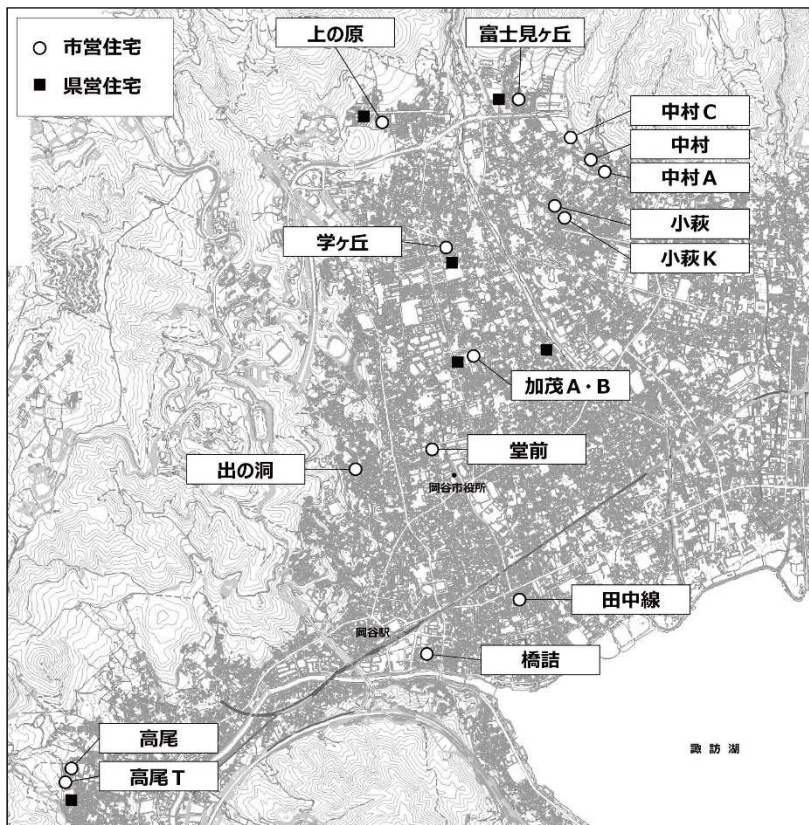 市営住宅
県営住宅
上の原
富士見ヶ丘
中村C
中村
中村A
小萩
小萩K
学ヶ丘
加茂A・B
堂前
出の洞
岡谷市役所
田中線
岡谷駅
橋詰
高尾
高尾T
諏訪湖